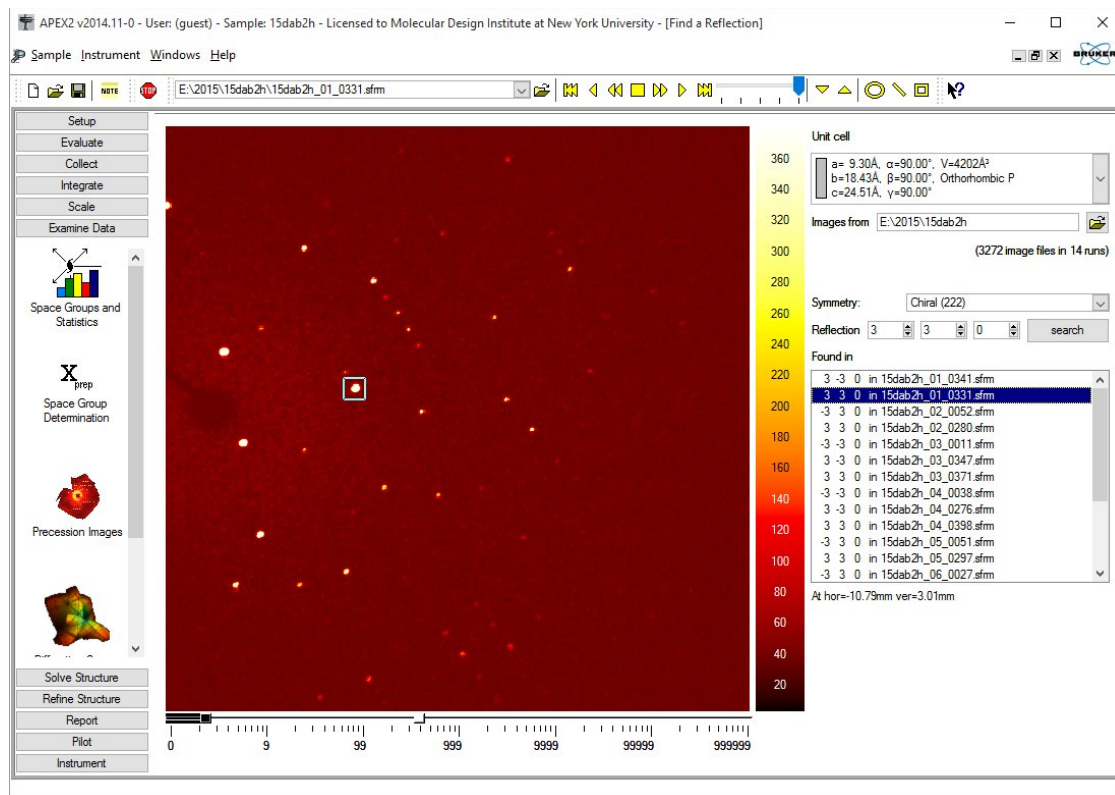 APEX2 v2014.11-0 - User: (guest) - Sample: 15dab2h - Licensed to Molecular Design Institute at New York University - [Find a Reflection]
Sample Instrument Windows Help
BRUKER
NOTE
STOP
E:\2015\15dab2h\15dab2h_01_0331.sfrm
Setup
Evaluate
Collect
Integrate
Scale
Examine Data
Space Groups and
Statistics
X prep
Space Group
Determination
Precession Images
Solve Structure
Refine Structure
Report
Pilot
Instrument
360
340
320
300
280
260
240
220
200
180
160
140
120
100
80
60
40
20
0 9 99 999 9999 99999 999999
Unit cell
a= 9.30Å, α=90.00°, V=4202Å³
b=18.43Å, β=90.00°, Orthorhombic P
c=24.51Å, γ=90.00°
Images from E:\2015\15dab2h
(3272 image files in 14 runs)
Symmetry: Chiral (222)
Reflection 3 3 0 search
Found in
3 -3 0 in 15dab2h_01_0341.sfrm
3 3 0 in 15dab2h_01_0331.sfrm
-3 3 0 in 15dab2h_02_0052.sfrm
3 3 0 in 15dab2h_02_0280.sfrm
-3 -3 0 in 15dab2h_03_0011.sfrm
3 -3 0 in 15dab2h_03_0347.sfrm
3 3 0 in 15dab2h_03_0371.sfrm
-3 -3 0 in 15dab2h_04_0038.sfrm
3 -3 0 in 15dab2h_04_0276.sfrm
3 3 0 in 15dab2h_04_0398.sfrm
-3 -3 0 in 15dab2h_05_0051.sfrm
3 3 0 in 15dab2h_05_0297.sfrm
-3 3 0 in 15dab2h_06_0027.sfrm
At hor=-10.79mm ver=3.01mm